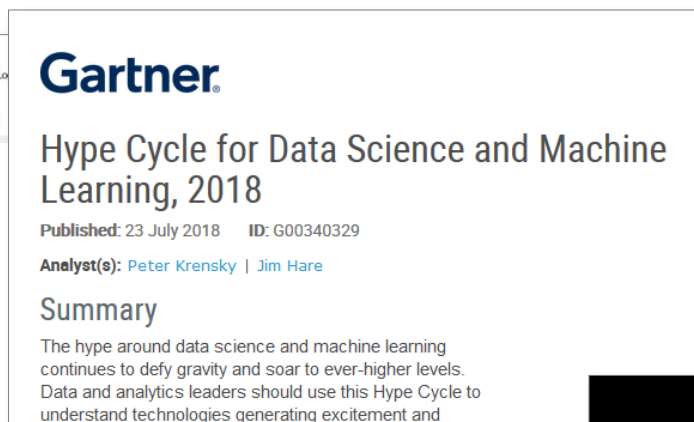 Gartner®
Hype Cycle for Data Science and Machine
Learning, 2018
Published: 23 July 2018 ID: G00340329
Analyst(s): Peter Krensky | Jim Hare
Summary
The hype around data science and machine learning
continues to defy gravity and soar to ever-higher levels.
Data and analytics leaders should use this Hype Cycle to
understand technologies generating excitement and